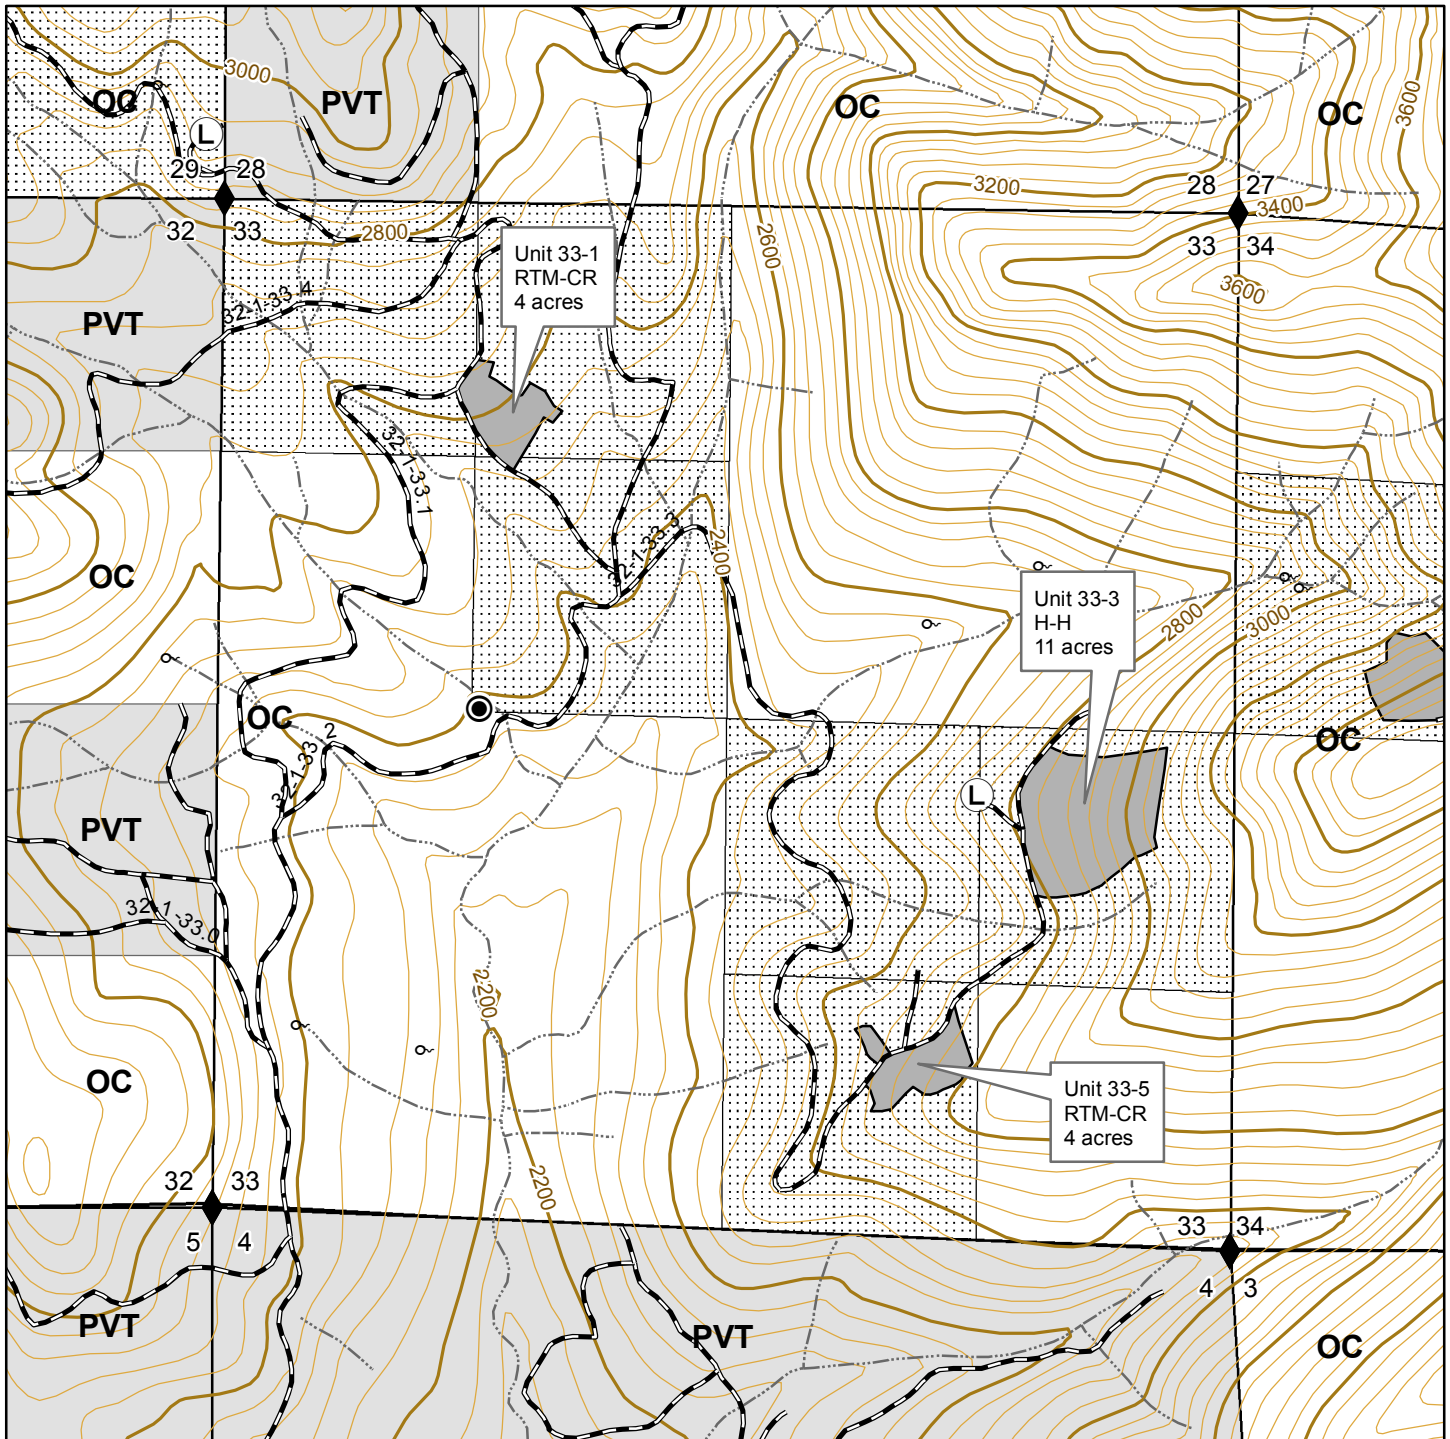 3000
OC
PVT
OC
OC
3600
L
29
28
28
27
3200
3400
32
33
2800
33
34
2600
Unit 33-1
RTM-CR
4 acres
3600
32-1-33.4
PVT
32-1-33.1
32-1-33.3
2400
OC
Unit 33-3
H-H
11 acres
2800
3000
OC
OC
32-1-33.2
L
PVT
32-1-33.0
2200
OC
Unit 33-5
RTM-CR
4 acres
2200
32
33
33
34
5
4
4
3
PVT
PVT
OC